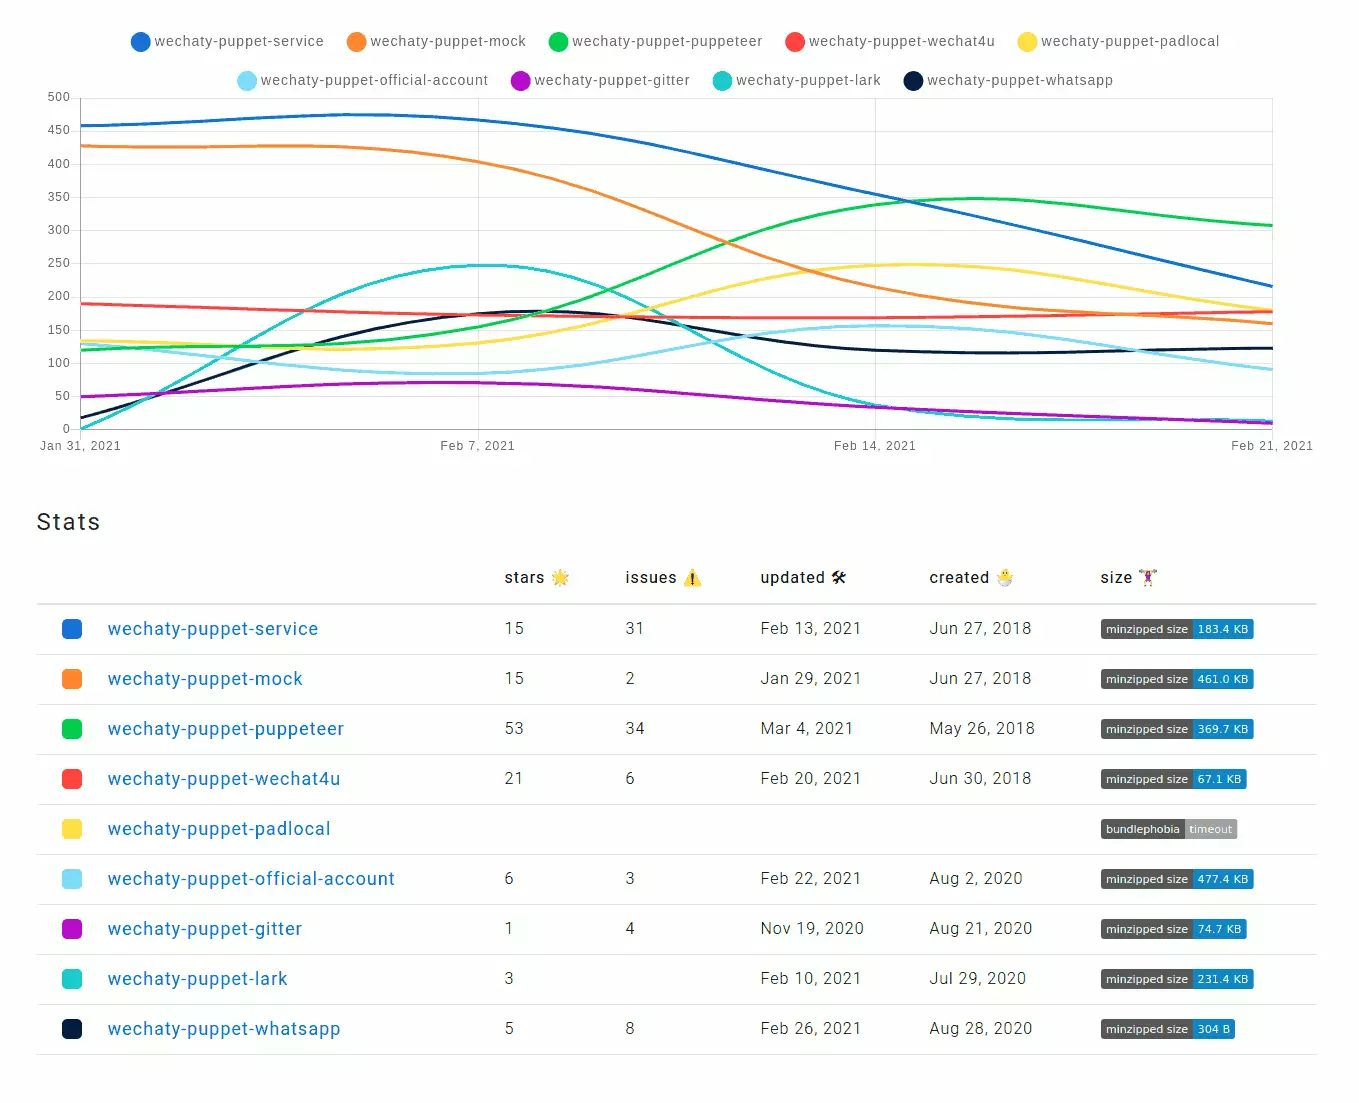 wechaty-puppet-service wechaty-puppet-mock wechaty-puppet-puppeteer wechaty-puppet-wechat4u wechaty-puppet-padlocal
wechaty-puppet-official-account wechaty-puppet-gitter wechaty-puppet-lark wechaty-puppet-whatsapp
500
450
400
350
300
250
200
150
100
50
0
Jan 31, 2021 Feb 7, 2021 Feb 14, 2021 Feb 21, 2021
Stats
stars 🌟 issues ⚠️ updated 🛠 created 🐣 size 🏋️‍♀️
wechaty-puppet-service 15 31 Feb 13, 2021 Jun 27, 2018 minzipped size 183.4 KB
wechaty-puppet-mock 15 2 Jan 29, 2021 Jun 27, 2018 minzipped size 461.0 KB
wechaty-puppet-puppeteer 53 34 Mar 4, 2021 May 26, 2018 minzipped size 369.7 KB
wechaty-puppet-wechat4u 21 6 Feb 20, 2021 Jun 30, 2018 minzipped size 67.1 KB
wechaty-puppet-padlocal bundlephobia timeout
wechaty-puppet-official-account 6 3 Feb 22, 2021 Aug 2, 2020 minzipped size 477.4 KB
wechaty-puppet-gitter 1 4 Nov 19, 2020 Aug 21, 2020 minzipped size 74.7 KB
wechaty-puppet-lark 3 Feb 10, 2021 Jul 29, 2020 minzipped size 231.4 KB
wechaty-puppet-whatsapp 5 8 Feb 26, 2021 Aug 28, 2020 minzipped size 304 B